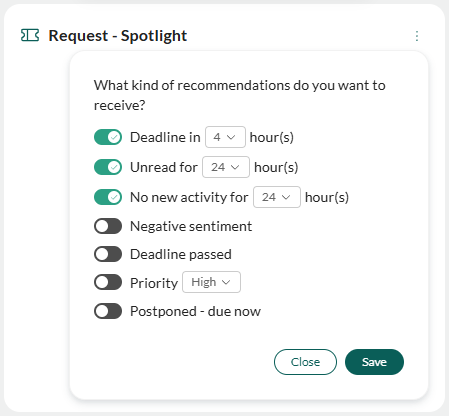 Request - Spotlight
What kind of recommendations do you want to
receive?
Deadline in 4 hour(s)
Unread for 24 hour(s)
No new activity for 24 hour(s)
Negative sentiment
Deadline passed
Priority High
Postponed - due now
Close Save